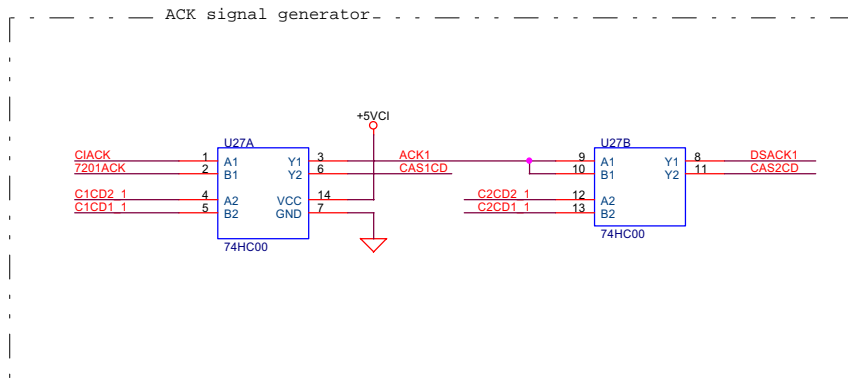 ACK signal generator
+5VCI
U27A
U27B
CIACK 1 A1 Y1 3 ACK1 9 A1 Y1 8 DSACK1
7201ACK 2 B1 Y2 6 CAS1CD 10 B1 Y2 11 CAS2CD
C1CD2_1 4 A2 VCC 14 C2CD2_1 12 A2
C1CD1_1 5 B2 GND 7 C2CD1_1 13 B2
74HC00
74HC00